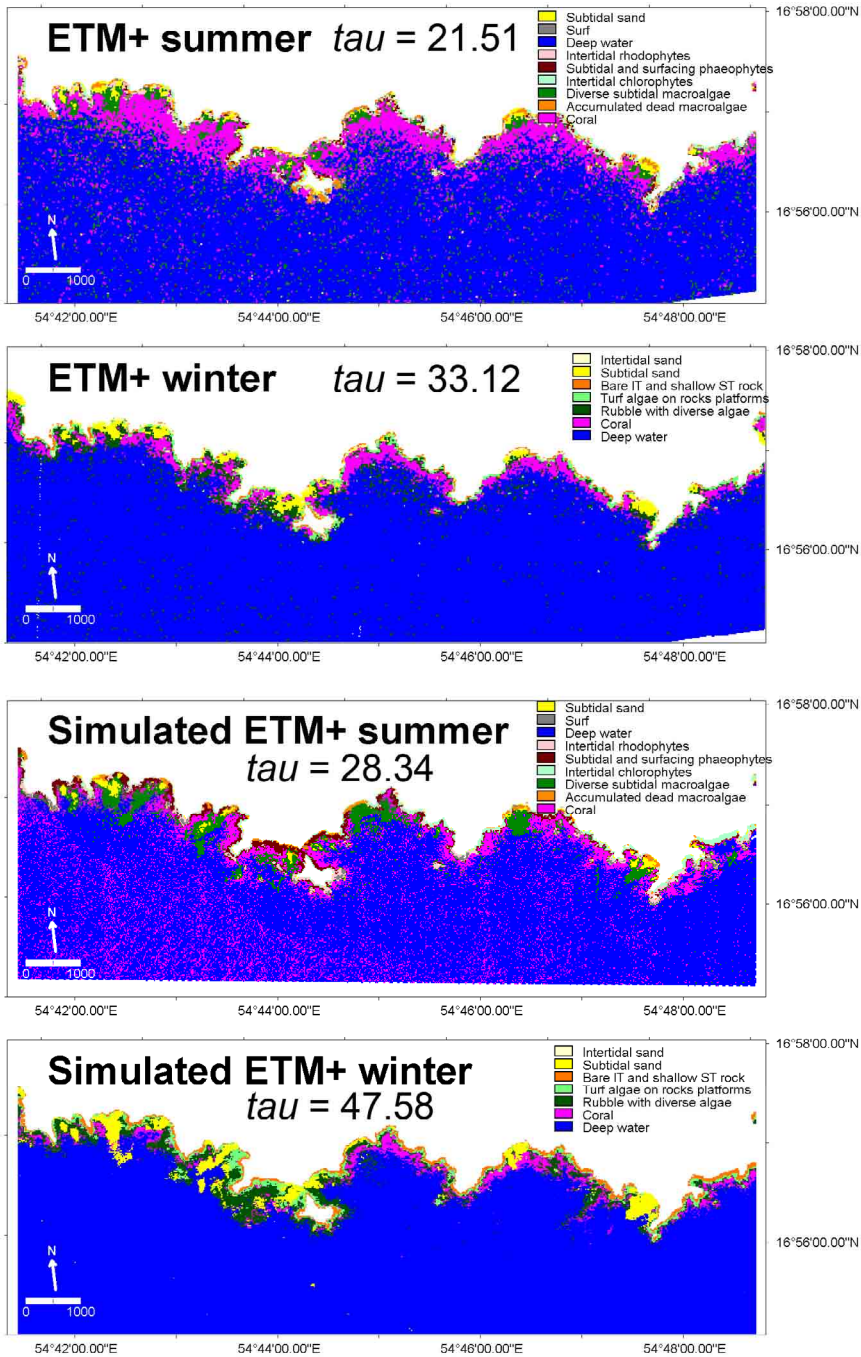 ETM+ summer tau = 21.51
Subtidal sand
Surf
Deep water
Intertidal rhodophytes
Subtidal and surfacing phaeophytes
Intertidal chlorophytes
Diverse subtidal macroalgae
Accumulated dead macroalgae
Coral
16°58'00.00"N
16°56'00.00"N
N
0 1000
54°42'00.00"E 54°44'00.00"E 54°46'00.00"E 54°48'00.00"E
ETM+ winter tau = 33.12
Intertidal sand
Subtidal sand
Bare IT and shallow ST rock
Turf algae on rocks platforms
Rubble with diverse algae
Coral
Deep water
16°58'00.00"N
16°56'00.00"N
N
0 1000
54°42'00.00"E 54°44'00.00"E 54°46'00.00"E 54°48'00.00"E
Simulated ETM+ summer
tau = 28.34
Subtidal sand
Surf
Deep water
Intertidal rhodophytes
Subtidal and surfacing phaeophytes
Intertidal chlorophytes
Diverse subtidal macroalgae
Accumulated dead macroalgae
Coral
16°58'00.00"N
16°56'00.00"N
N
0 1000
54°42'00.00"E 54°44'00.00"E 54°46'00.00"E 54°48'00.00"E
Simulated ETM+ winter
tau = 47.58
Intertidal sand
Subtidal sand
Bare IT and shallow ST rock
Turf algae on rocks platforms
Rubble with diverse algae
Coral
Deep water
16°58'00.00"N
16°56'00.00"N
N
0 1000
54°42'00.00"E 54°44'00.00"E 54°46'00.00"E 54°48'00.00"E